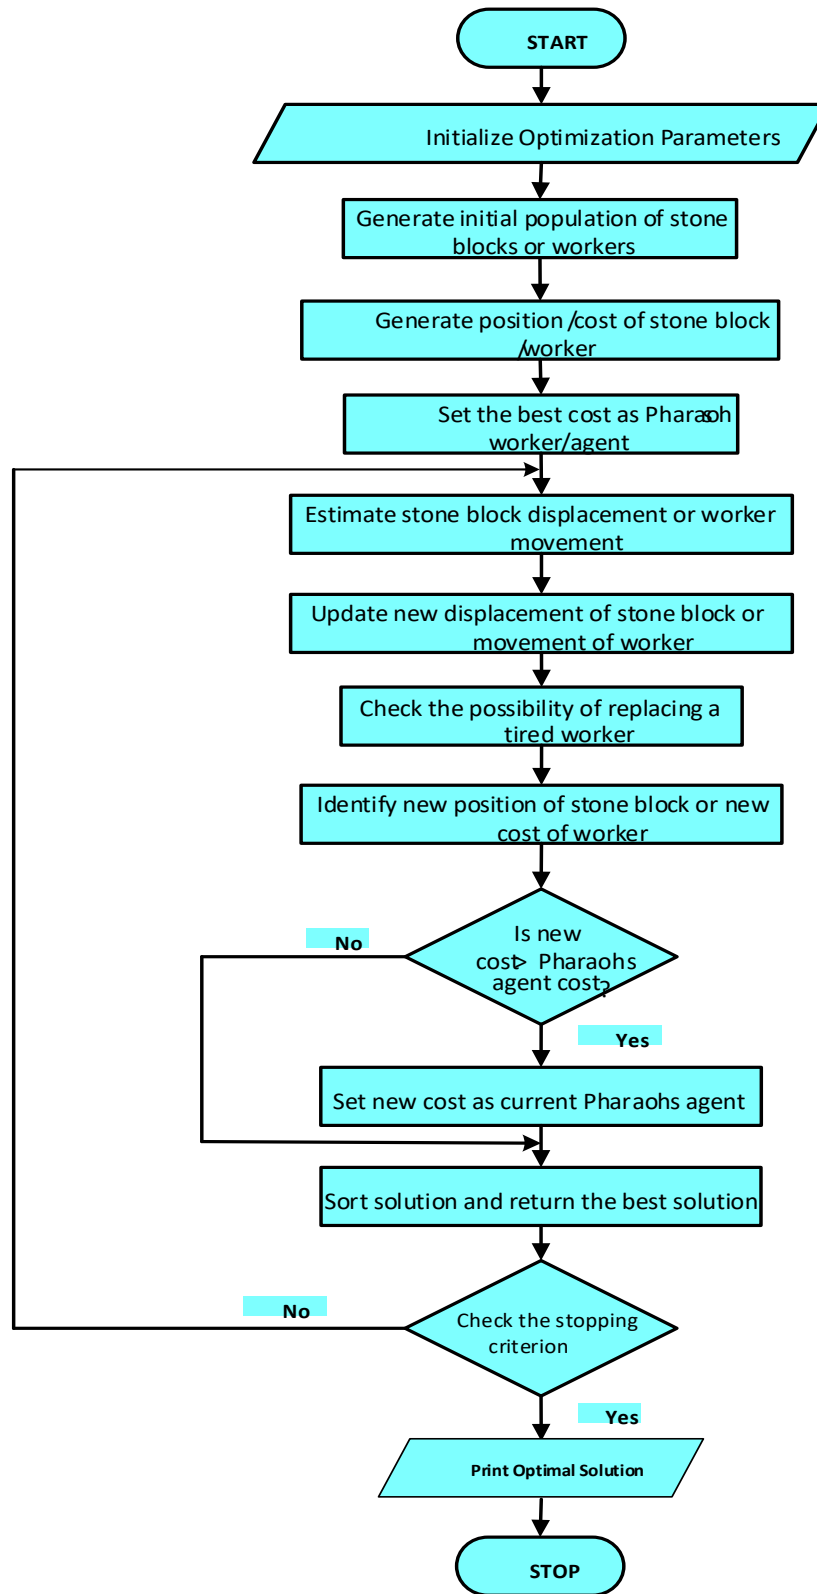 START
Initialize Optimization Parameters
Generate initial population of stone
blocks or workers
Generate position /cost of stone block
/worker
Set the best cost as Pharaohs
worker/agent
Estimate stone block displacement or worker
movement
Update new displacement of stone block or
movement of worker
Check the possibility of replacing a
tired worker
Identify new position of stone block or new
cost of worker
Is new
cost> Pharaohs
agent cost?
No
Yes
Set new cost as current Pharaohs agent
Sort solution and return the best solution
No
Check the stopping
criterion
Yes
Print Optimal Solution
STOP